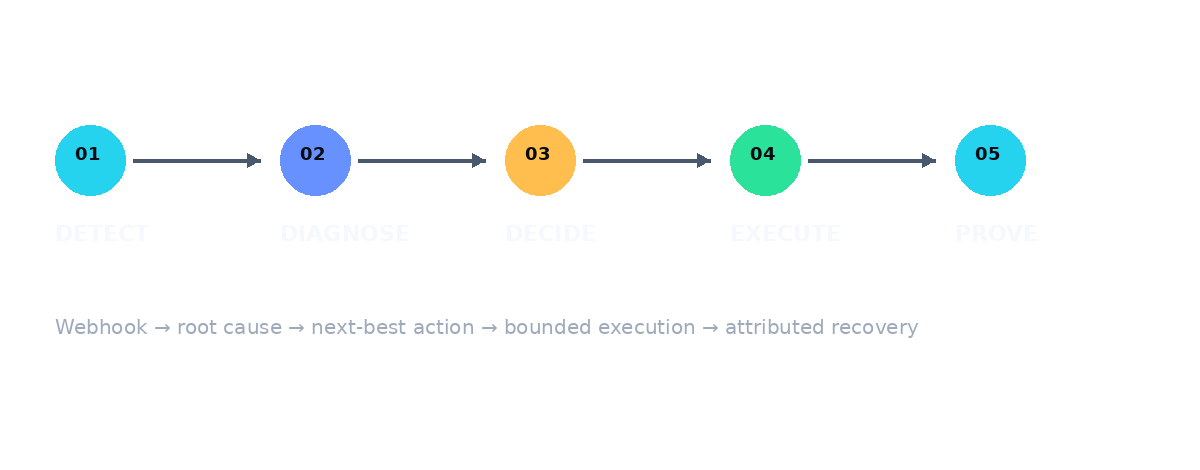 01 02 03 04 05
DETECT DIAGNOSE DECIDE EXECUTE PROVE
Webhook → root cause → next-best action → bounded execution → attributed recovery